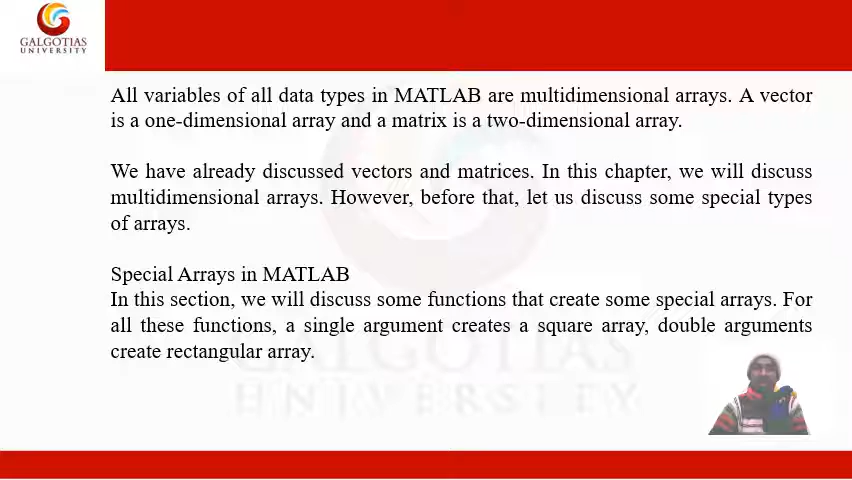 GALGOTIAS
UNIVERSITY
All variables of all data types in MATLAB are multidimensional arrays. A vector
is a one-dimensional array and a matrix is a two-dimensional array.
We have already discussed vectors and matrices. In this chapter, we will discuss
multidimensional arrays. However, before that, let us discuss some special types
of arrays.
Special Arrays in MATLAB
In this section, we will discuss some functions that create some special arrays. For
all these functions, a single argument creates a square array, double arguments
create rectangular array.
GALGOTIAS
UNIVERSITY